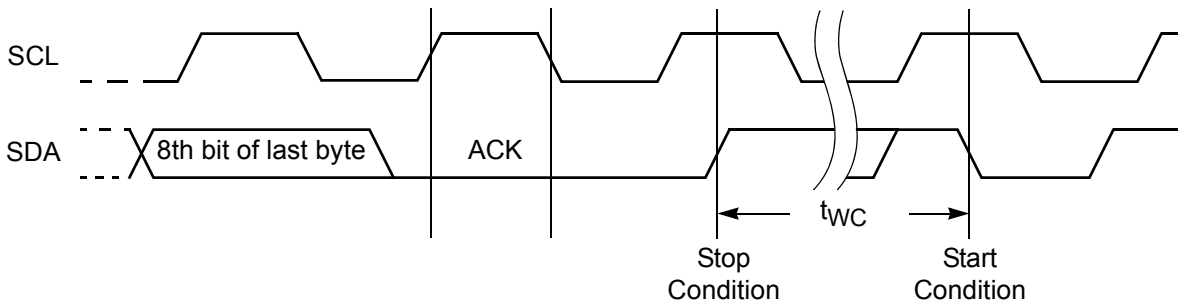 SCL
SDA
8th bit of last byte
ACK
tWC
Stop
Condition
Start
Condition